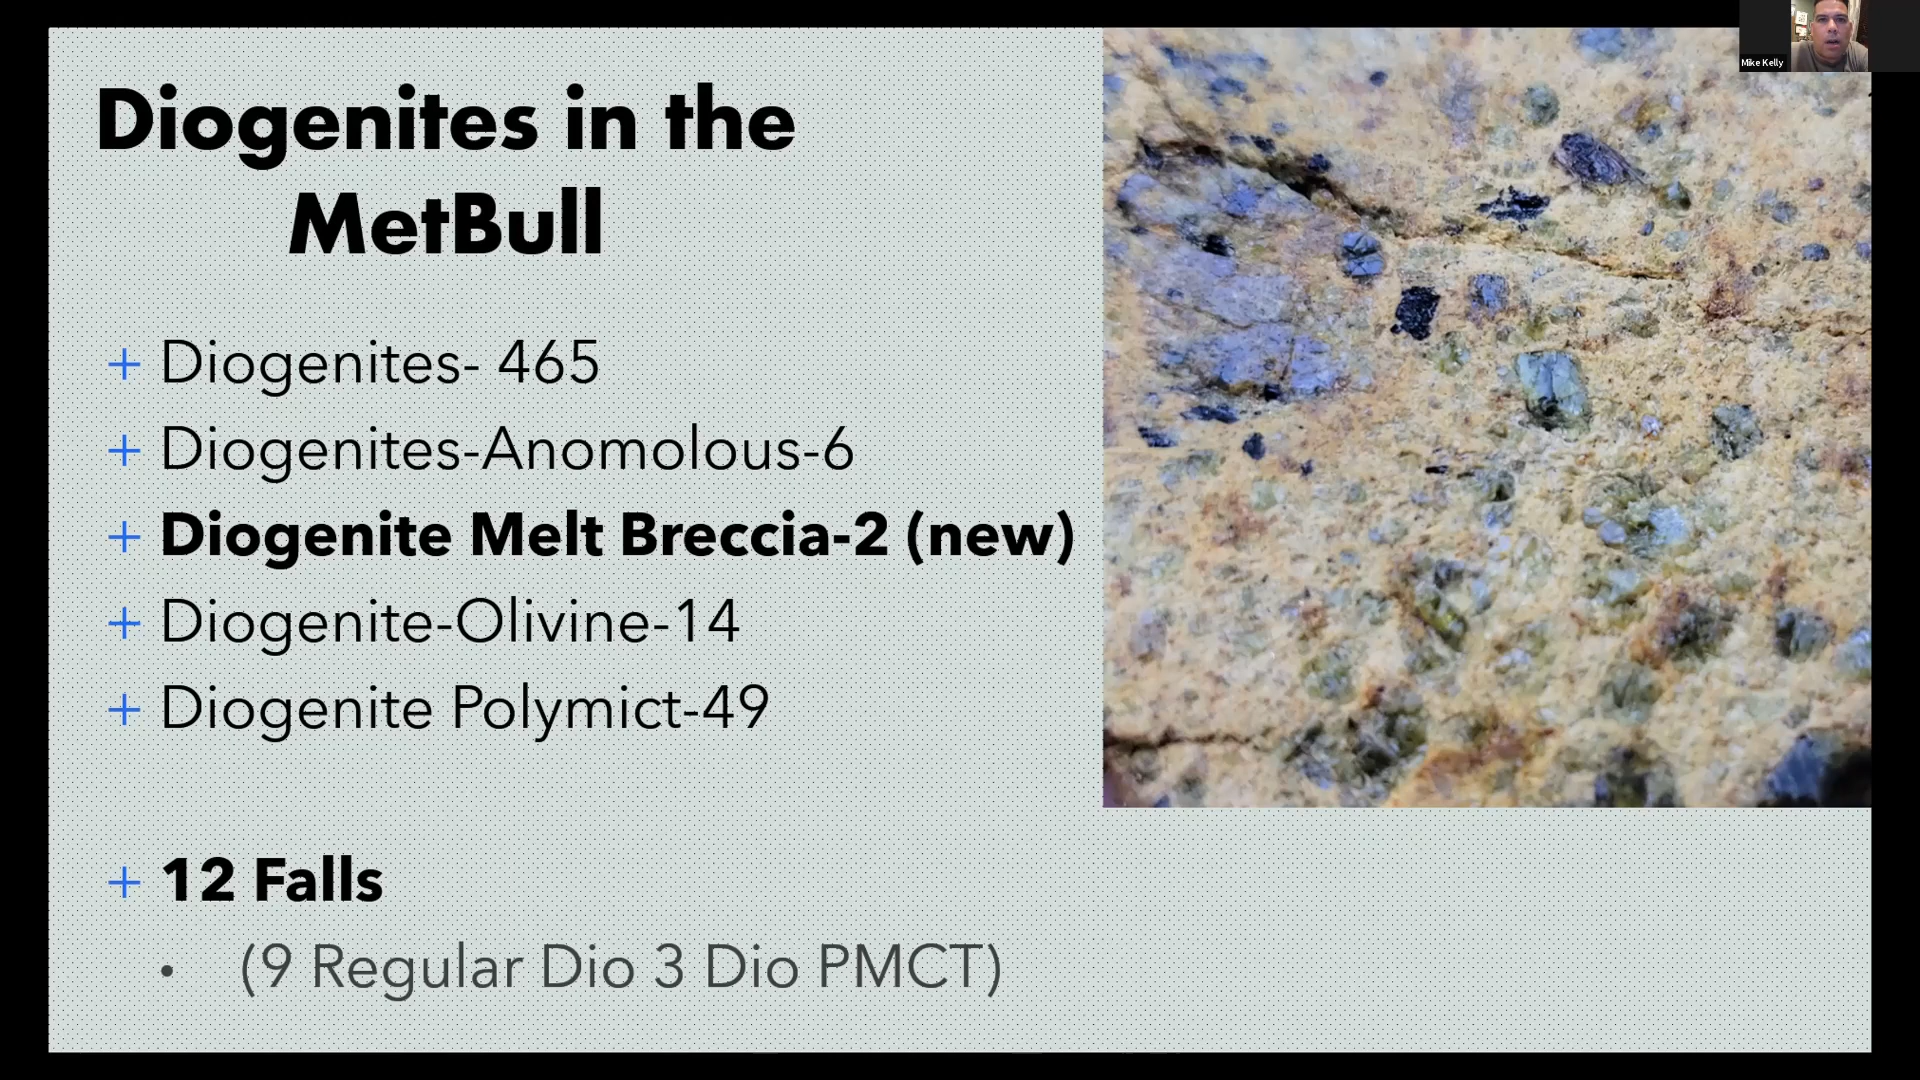 Diogenites in the
MetBull
+ Diogenites- 465
+ Diogenites-Anomolous-6
+ Diogenite Melt Breccia-2 (new)
+ Diogenite-Olivine-14
+ Diogenite Polymict-49
+ 12 Falls
• (9 Regular Dio 3 Dio PMCT)
Mike Kelly